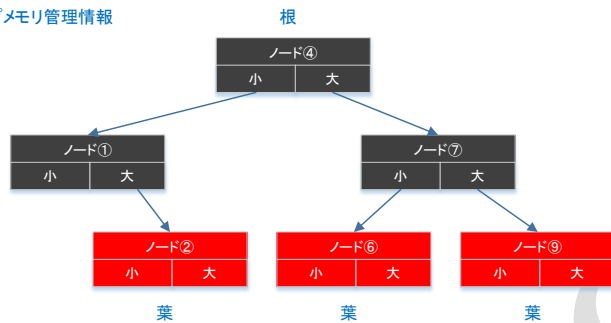 プメモリ管理情報
根
ノード④
小 大
ノード① ノード⑦
小 大 小 大
ノード② ノード⑥ ノード⑨
小 大 小 大 小 大
葉 葉 葉